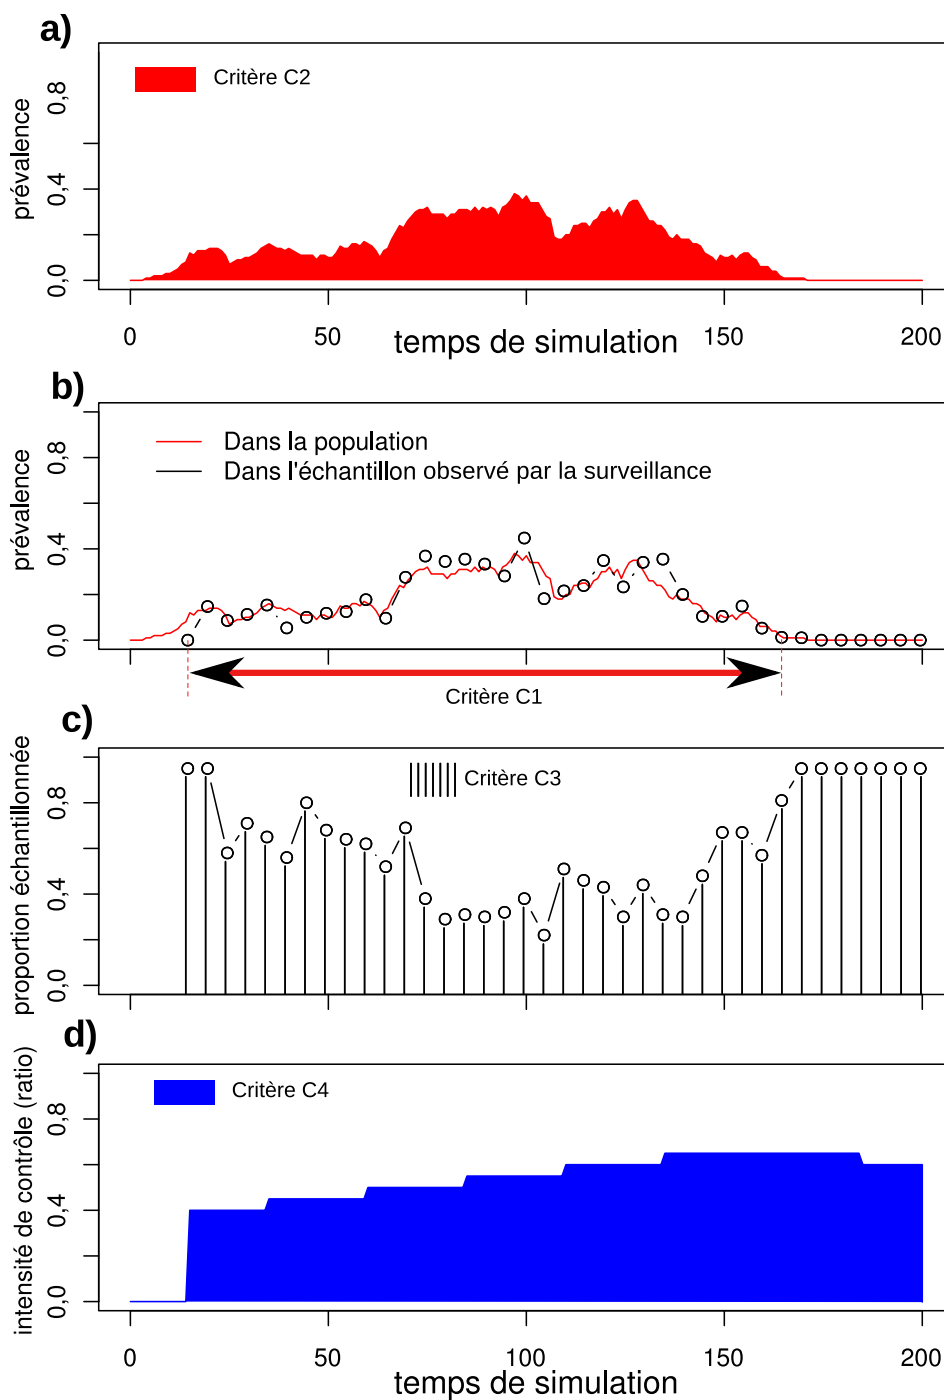 a)
Critère C2
prévalence
0,0 0,4 0,8
0 50 100 150 200
temps de simulation
b)
Dans la population
Dans l'échantillon observé par la surveillance
prévalence
0,0 0,4 0,8
Critère C1
c)
Critère C3
proportion échantillonnée
0,0 0,4 0,8
d)
Critère C4
intensité de contrôle (ratio)
0,0 0,4 0,8
0 50 100 150 200
temps de simulation